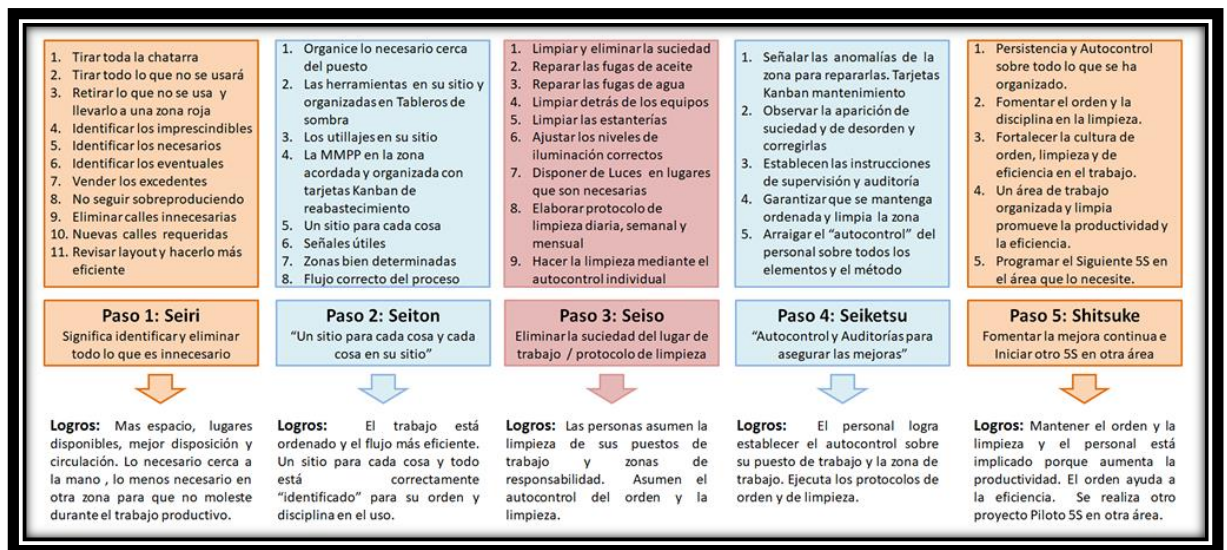 1. Tirar toda la chatarra
2. Tirar todo lo que no se usará
3. Retirar lo que no se usa y
llevarlo a una zona roja
4. Identificar los imprescindibles
5. Identificar los necesarios
6. Identificar los eventuales
7. Vender los excedentes
8. No seguir sobreproduciendo
9. Eliminar calles innecesarias
10. Nuevas calles requeridas
11. Revisar layout y hacerlo más
eficiente
Paso 1: Seiri
Significa identificar y eliminar
todo lo que es innecesario
Logros: Mas espacio, lugares
disponibles, mejor disposición y
circulación. Lo necesario cerca a
la mano , lo menos necesario en
otra zona para que no moleste
durante el trabajo productivo.
1. Organice lo necesario cerca
del puesto
2. Las herramientas en su sitio y
organizadas en Tableros de
sombra
3. Los utillajes en su sitio
4. La MMPP en la zona
acordada y organizada con
tarjetas Kanban de
reabastecimiento
5. Un sitio para cada cosa
6. Señales útiles
7. Zonas bien determinadas
8. Flujo correcto del proceso
Paso 2: Seiton
"Un sitio para cada cosa y cada
cosa en su sitio"
Logros: El trabajo está
ordenado y el flujo más eficiente.
Un sitio para cada cosa y todo
está correctamente
"identificado" para su orden y
disciplina en el uso.
1. Limpiar y eliminar la suciedad
2. Reparar las fugas de aceite
3. Reparar las fugas de agua
4. Limpiar detrás de los equipos
5. Limpiar las estanterías
6. Ajustar los niveles de
iluminación correctos
7. Disponer de Luces en lugares
que son necesarias
8. Elaborar protocolo de
limpieza diaria, semanal y
mensual
9. Hacer la limpieza mediante el
autocontrol individual
Paso 3: Seiso
Eliminar la suciedad del lugar de
trabajo / protocolo de limpieza
Logros: Las personas asumen la
limpieza de sus puestos de
trabajo y zonas de
responsabilidad. Asumen el
autocontrol del orden y la
limpieza.
1. Señalar las anomalías de la
zona para repararlas. Tarjetas
Kanban mantenimiento
2. Observar la aparición de
suciedad y de desorden y
corregirlas
3. Establecen las instrucciones
de supervisión y auditoría
4. Garantizar que se mantenga
ordenada y limpia la zona
5. Arraigar el "autocontrol" del
personal sobre todos los
elementos y el método
Paso 4: Seiketsu
"Autocontrol y Auditorías para
asegurar las mejoras"
Logros: El personal logra
establecer el autocontrol sobre
su puesto de trabajo y la zona de
trabajo. Ejecuta los protocolos de
orden y de limpieza.
1. Persistencia y Autocontrol
sobre todo lo que se ha
organizado.
2. Fomentar el orden y la
disciplina en la limpieza.
3. Fortalecer la cultura de
orden, limpieza y de
eficiencia en el trabajo.
4. Un área de trabajo
organizada y limpia
promueve la productividad y
la eficiencia.
5. Programar el Siguiente 5S en
el área que lo necesite.
Paso 5: Shitsuke
Fomentar la mejora continua e
Iniciar otro 5S en otra área
Logros: Mantener el orden y la
limpieza y el personal está
implicado porque aumenta la
productividad. El orden ayuda a
la eficiencia. Se realiza otro
proyecto Piloto 5S en otra área.